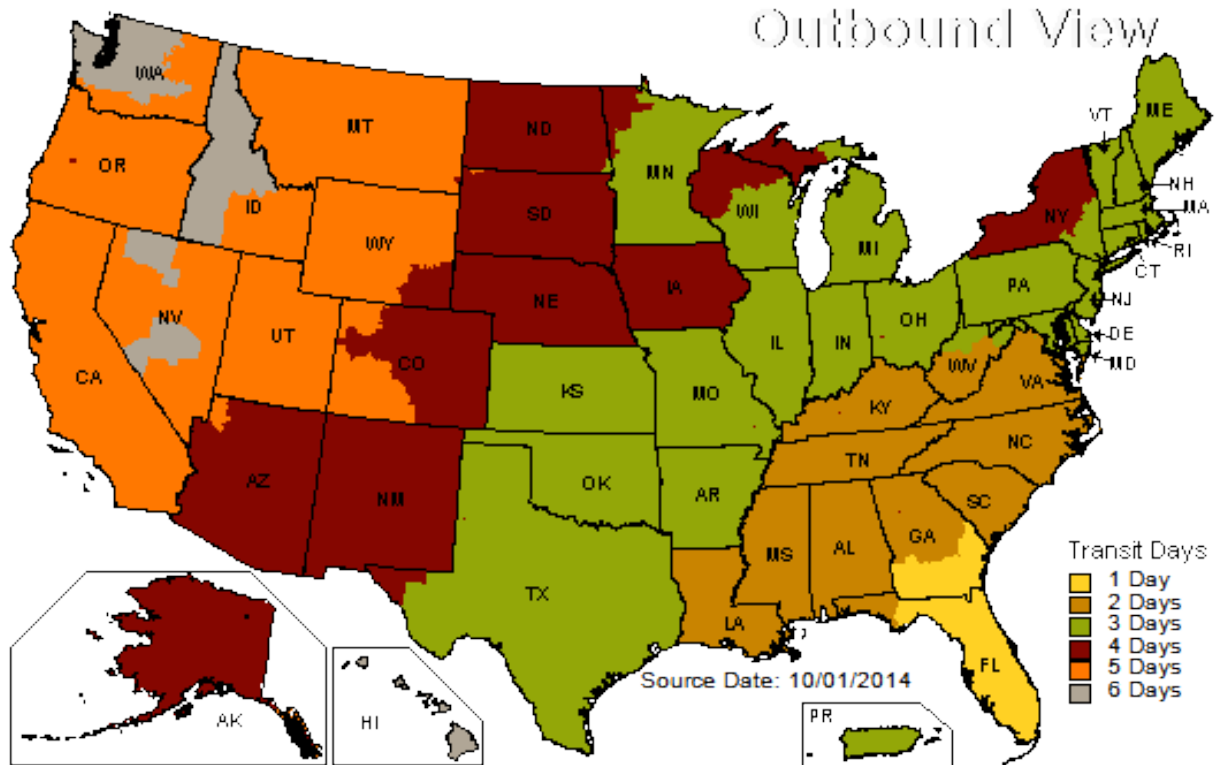 Outbound View
WA
MT
ND
MN
VT
ME
OR
ID
WY
SD
WI
MI
NY
NH
MA
RI
CT
NV
UT
CO
NE
IA
IL
IN
OH
PA
NJ
DE
MD
CA
KS
MO
KY
WV
VA
AZ
NM
OK
AR
TN
NC
SC
TX
LA
MS
AL
GA
FL
Transit Days
1 Day
2 Days
3 Days
4 Days
5 Days
6 Days
Source Date: 10/01/2014
AK
HI
PR